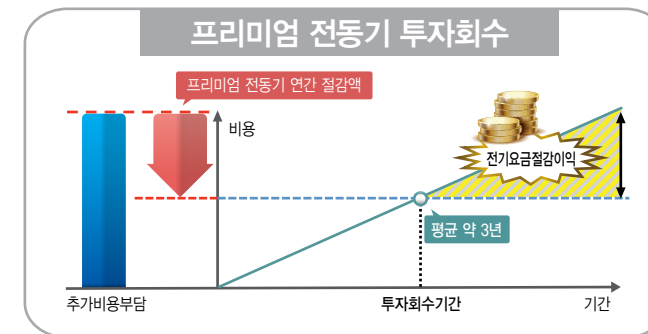 프리미엄 전동기 투자회수
프리미엄 전동기 연간 절감액
비용
전기요금절감이익
평균 약 3년
추가비용부담
투자회수기간
기간